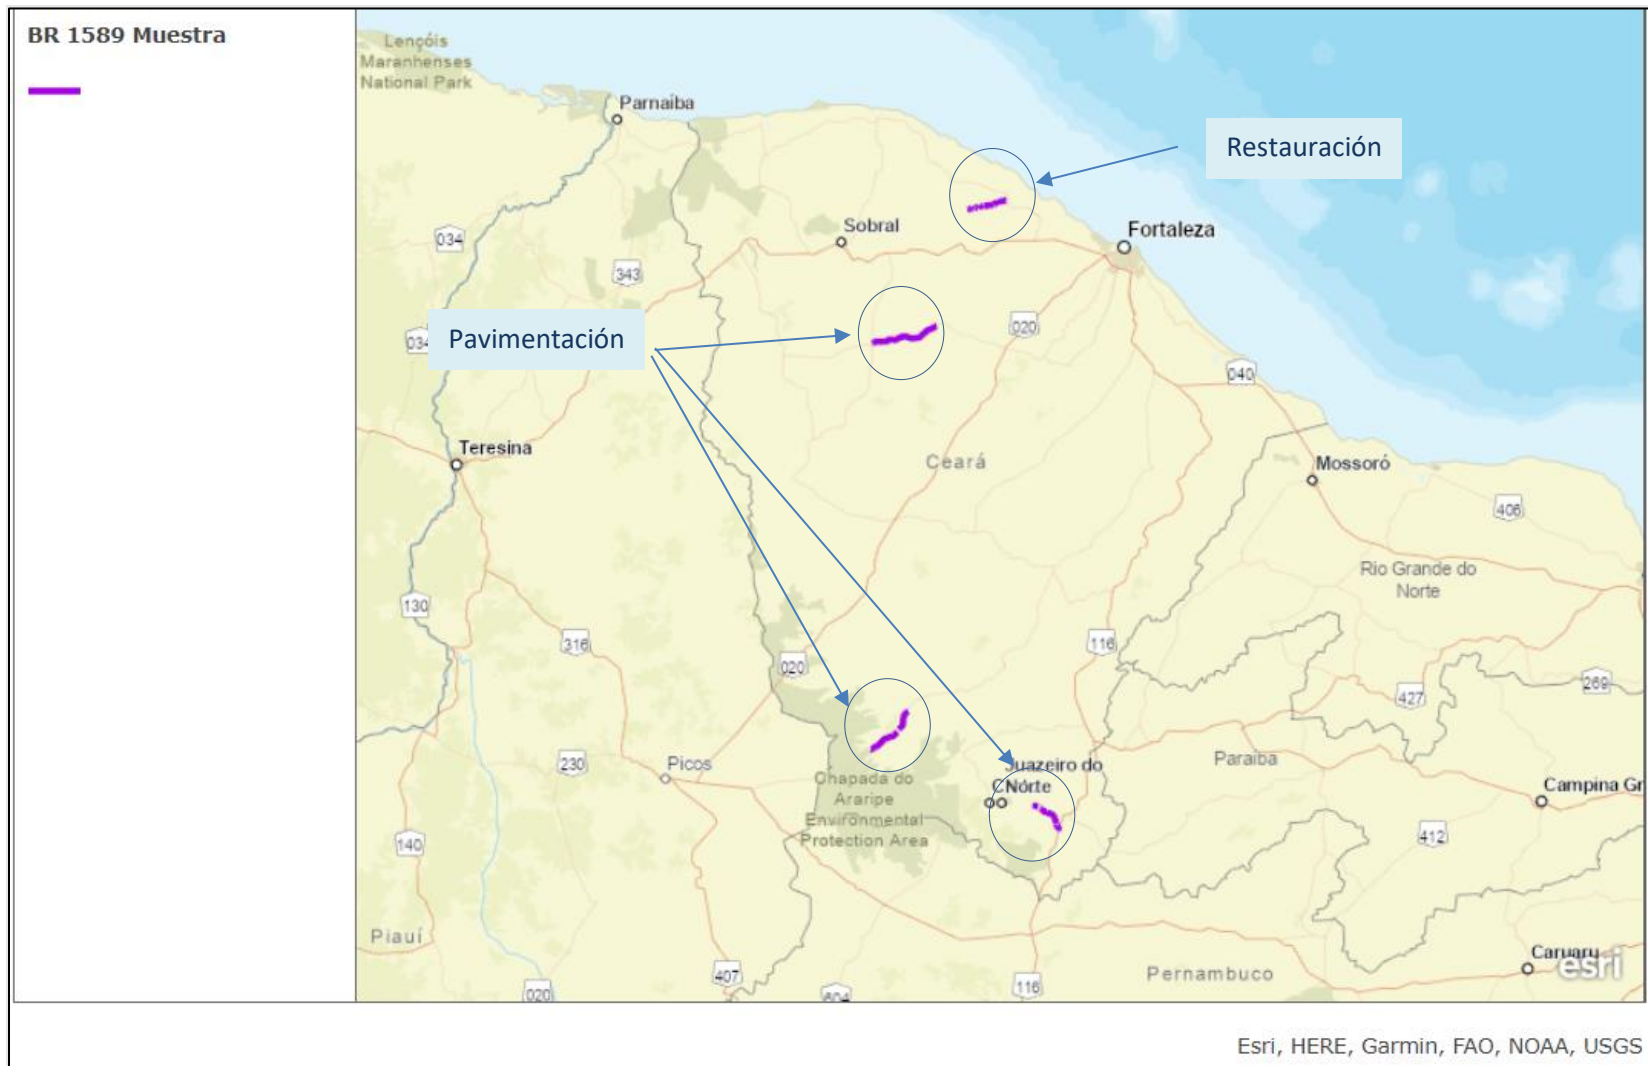 BR 1589 Muestra
Lençóis
Maranhenses
National Park
Parnaíba
Restauración
Sobral
Fortaleza
034
343
Pavimentación
034
020
040
Teresina
Ceará
Mossoró
406
Rio Grande do
Norte
130
316
020
116
269
427
230
Picos
Juazeiro do
Norte
Paraíba
Chapada do
Araripe
Environmental
Protection Area
Campina Gr
140
412
Piauí
407
020
604
116
Pernambuco
Caruaru
esri
Esri, HERE, Garmin, FAO, NOAA, USGS